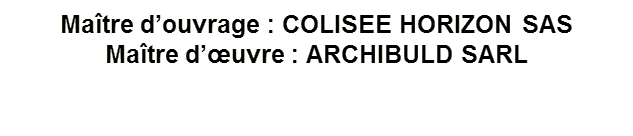 Maître d’ouvrage : COLISEE HORIZON SAS
Maître d’œuvre : ARCHIBULD SARL